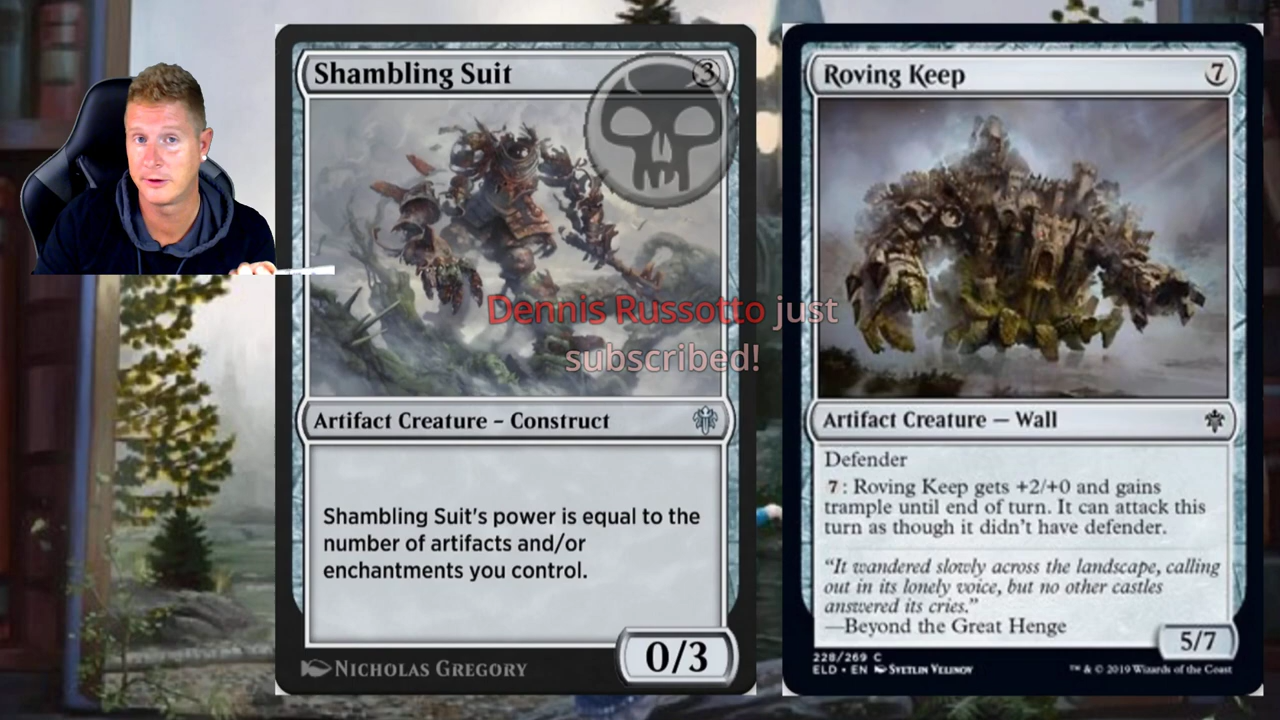 Shambling Suit
3
Artifact Creature – Construct
Shambling Suit's power is equal to the
number of artifacts and/or
enchantments you control.
0/3
Nicholas Gregory
Dennis Russotto just
subscribed!
Roving Keep
7
Artifact Creature — Wall
Defender
7: Roving Keep gets +2/+0 and gains
trample until end of turn. It can attack this
turn as though it didn't have defender.
“It wandered slowly across the landscape, calling
out in its lonely voice, but no other castles
answered its cries.”
—Beyond the Great Henge
5/7
228/269 C
ELD • EN Svetlin Velinov
™ & © 2019 Wizards of the Coast